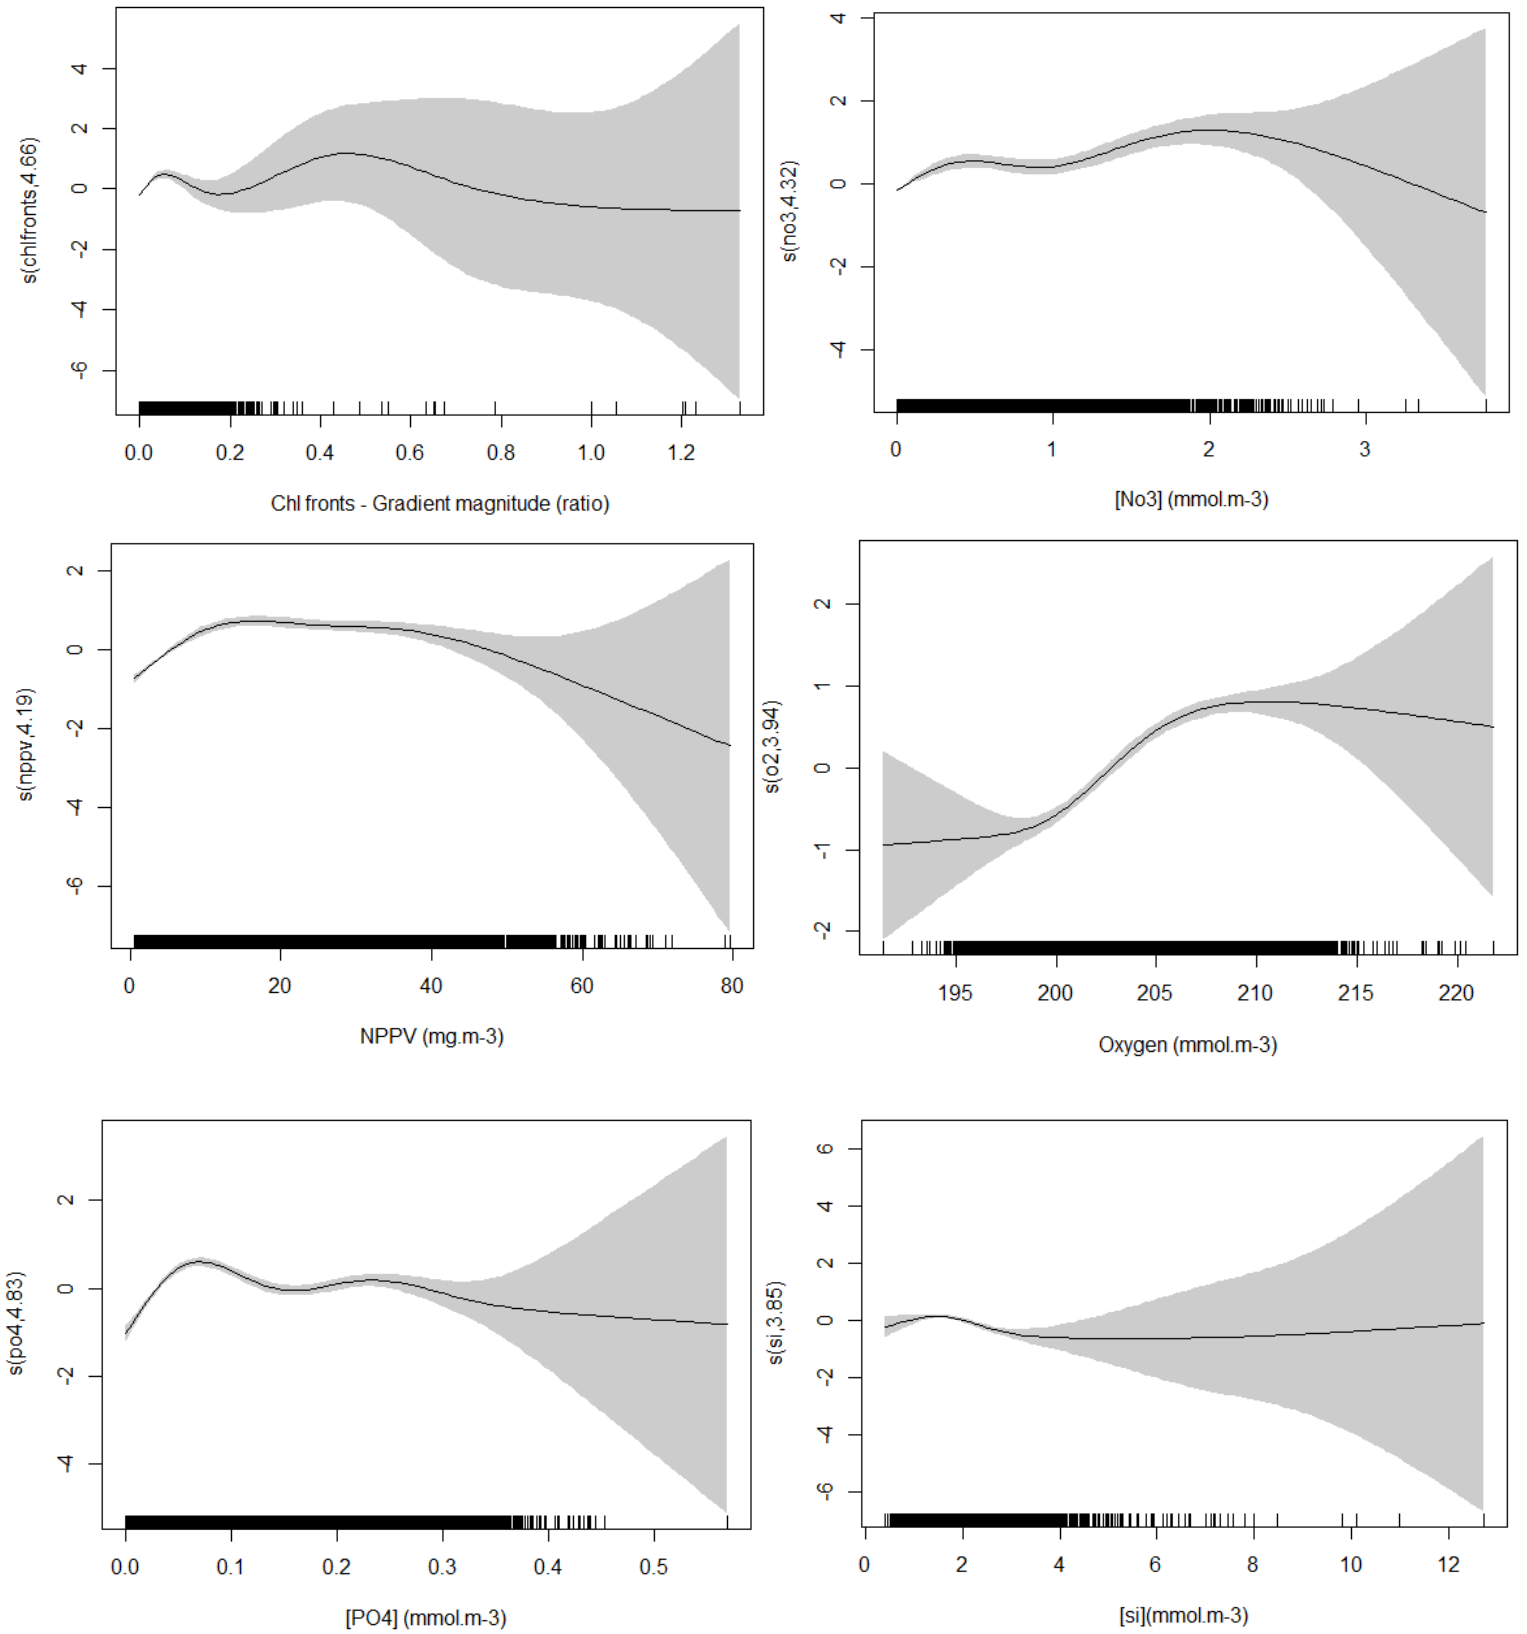 s(chlfronts,4.66)
4
2
0
-2
-4
-6
0.0 0.2 0.4 0.6 0.8 1.0 1.2
Chl fronts - Gradient magnitude (ratio)
s(no3,4.32)
4
2
0
-2
-4
0 1 2 3
[No3] (mmol.m-3)
s(nppv,4.19)
2
0
-2
-4
-6
0 20 40 60 80
NPPV (mg.m-3)
s(o2,3.94)
2
1
0
-1
-2
195 200 205 210 215 220
Oxygen (mmol.m-3)
s(po4,4.83)
2
0
-2
-4
0.0 0.1 0.2 0.3 0.4 0.5
[PO4] (mmol.m-3)
s(si,3.85)
6
4
2
0
-2
-4
-6
0 2 4 6 8 10 12
[si](mmol.m-3)